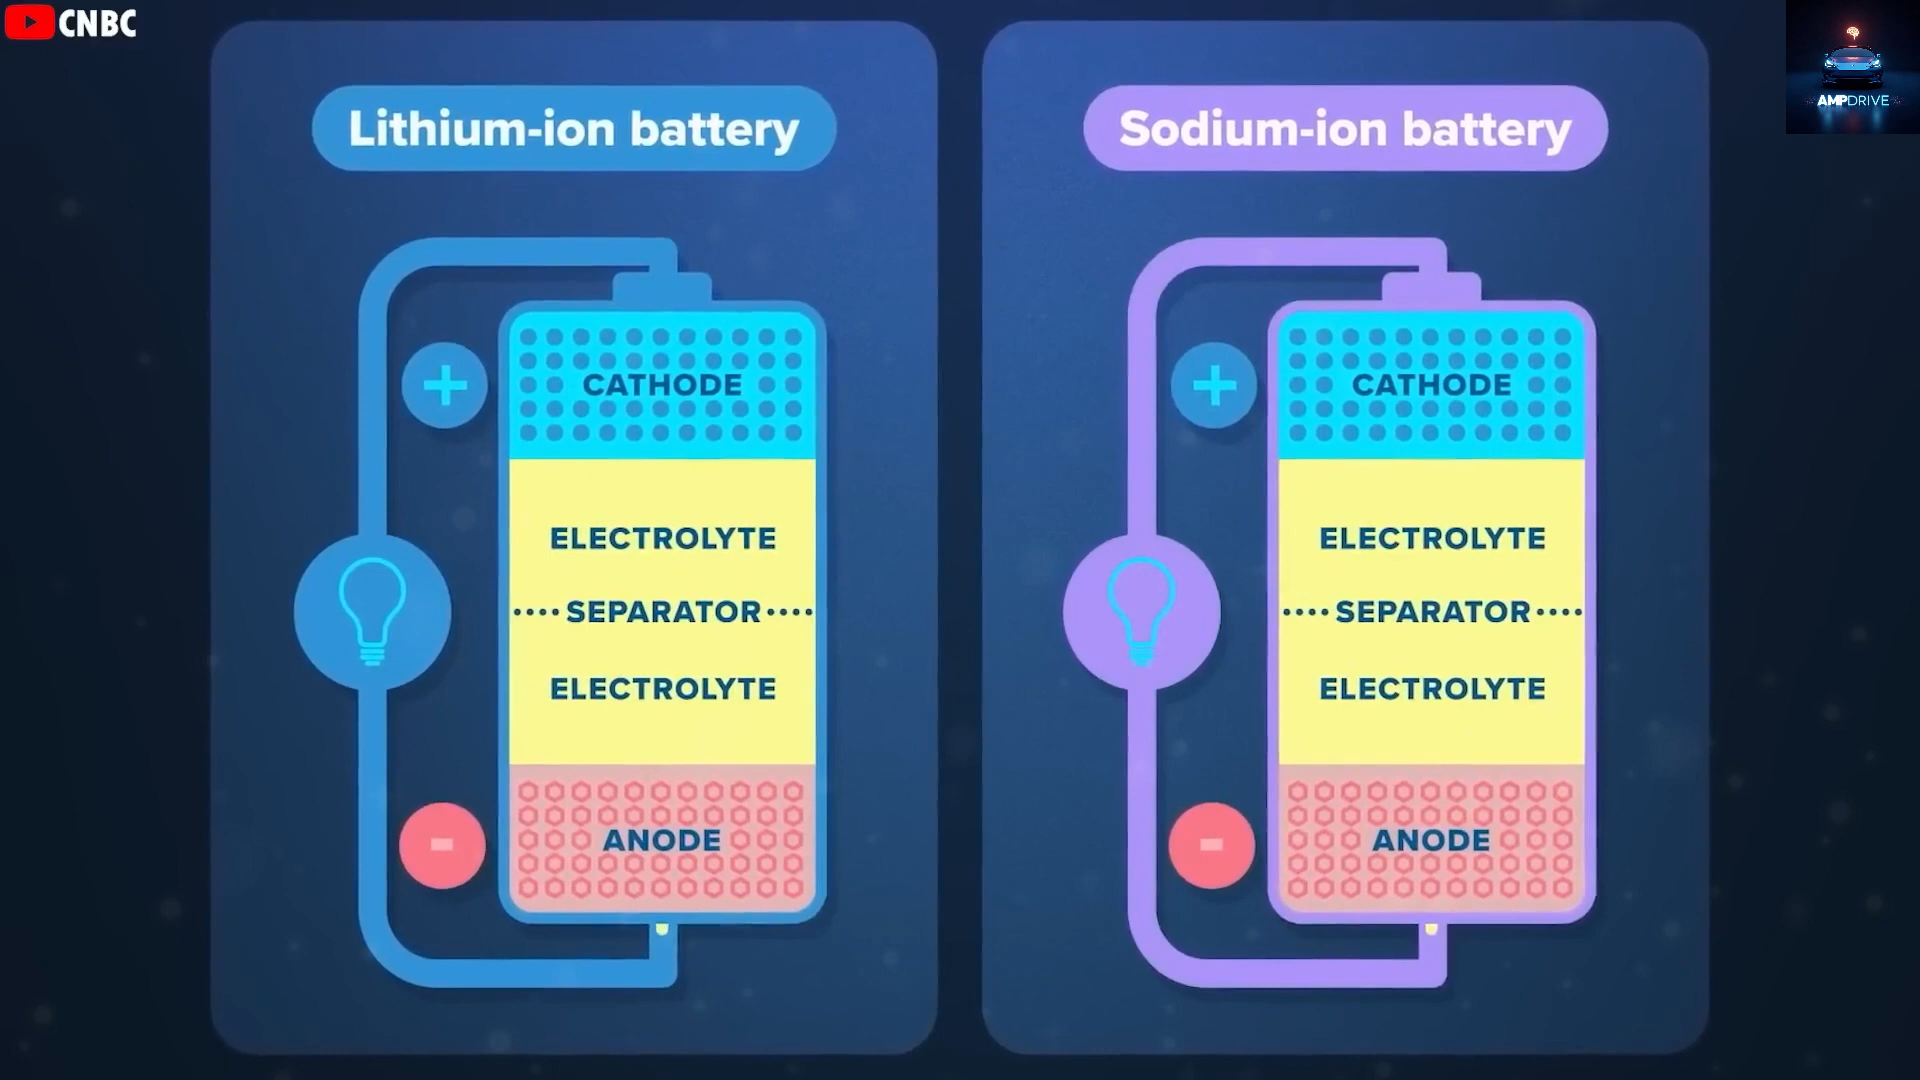 CNBC
AMPDRIVE
Lithium-ion battery
+
CATHODE
ELECTROLYTE
SEPARATOR
ELECTROLYTE
-
ANODE
Sodium-ion battery
+
CATHODE
ELECTROLYTE
SEPARATOR
ELECTROLYTE
-
ANODE